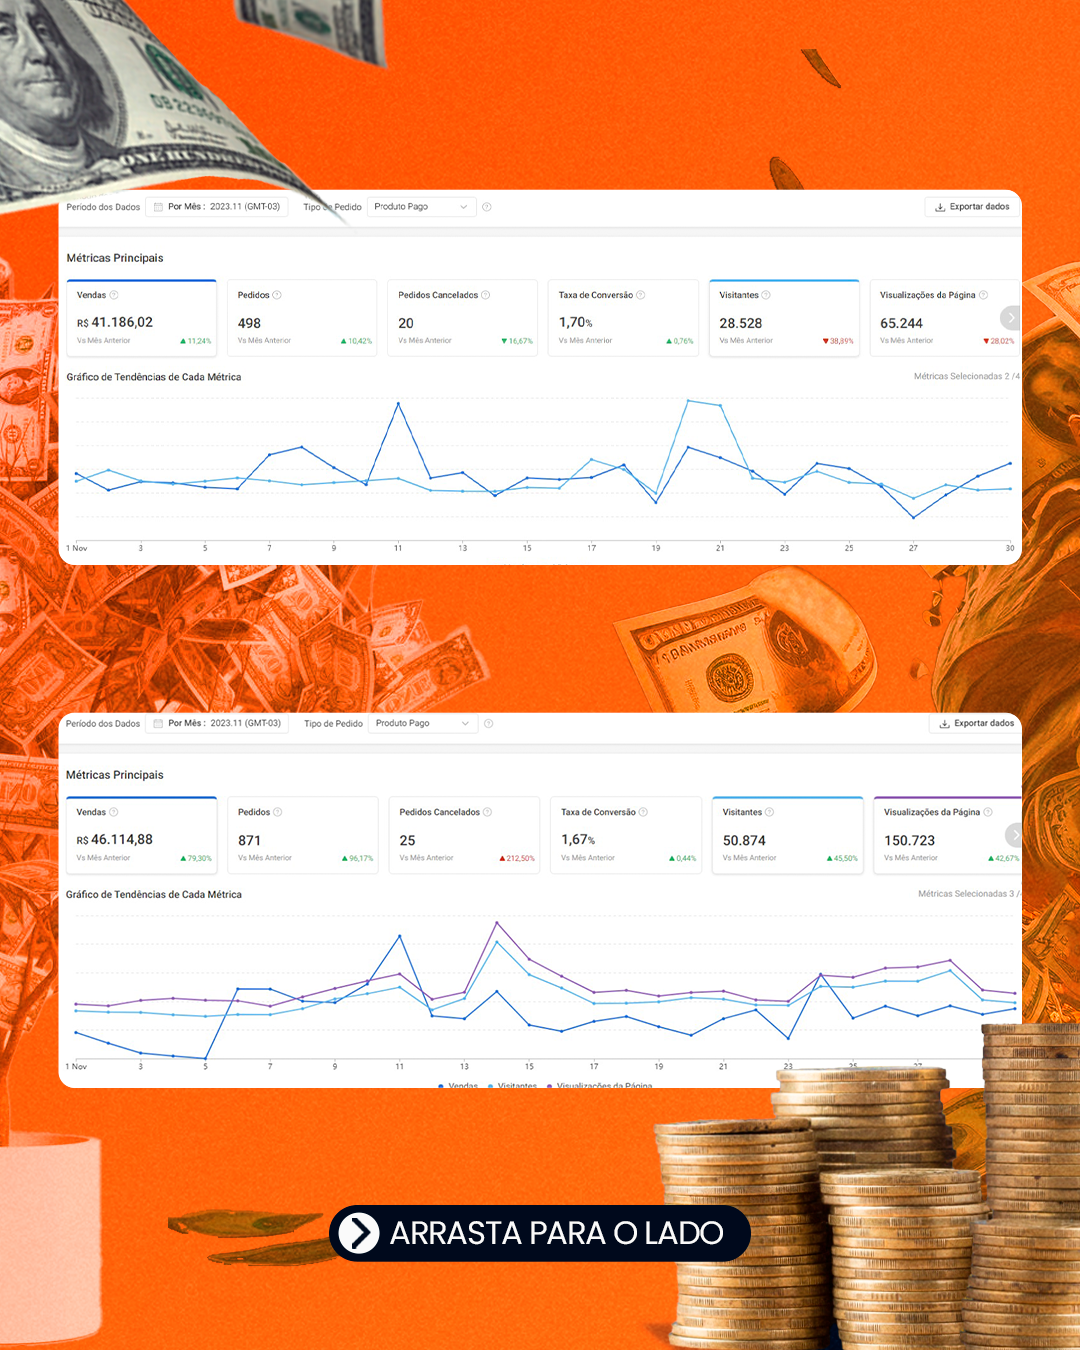 Período dos Dados Por Mês : 2023.11 (GMT-03) Tipo de Pedido Produto Pago Exportar dados
Métricas Principais
Vendas Pedidos Pedidos Cancelados Taxa de Conversão Visitantes Visualizações da Página
R$ 41.186,02 498 20 1,70% 28.528 65.244
Vs Mês Anterior 11,24% Vs Mês Anterior 10,42% Vs Mês Anterior 16,67% Vs Mês Anterior 0,76% Vs Mês Anterior 38,89% Vs Mês Anterior 28,02%
Gráfico de Tendências de Cada Métrica Métricas Selecionadas 2 /4
1 Nov 3 5 7 9 11 13 15 17 19 21 23 25 27 30
Período dos Dados Por Mês : 2023.11 (GMT-03) Tipo de Pedido Produto Pago Exportar dados
Métricas Principais
Vendas Pedidos Pedidos Cancelados Taxa de Conversão Visitantes Visualizações da Página
R$ 46.114,88 871 25 1,67% 50.874 150.723
Vs Mês Anterior 79,30% Vs Mês Anterior 96,17% Vs Mês Anterior 212,50% Vs Mês Anterior 0,44% Vs Mês Anterior 45,50% Vs Mês Anterior 42,67%
Gráfico de Tendências de Cada Métrica Métricas Selecionadas 3 /
1 Nov 3 5 7 9 11 13 15 17 19 21 23 25 27
Vendas Visitantes Visualizações da Página
ARRASTA PARA O LADO